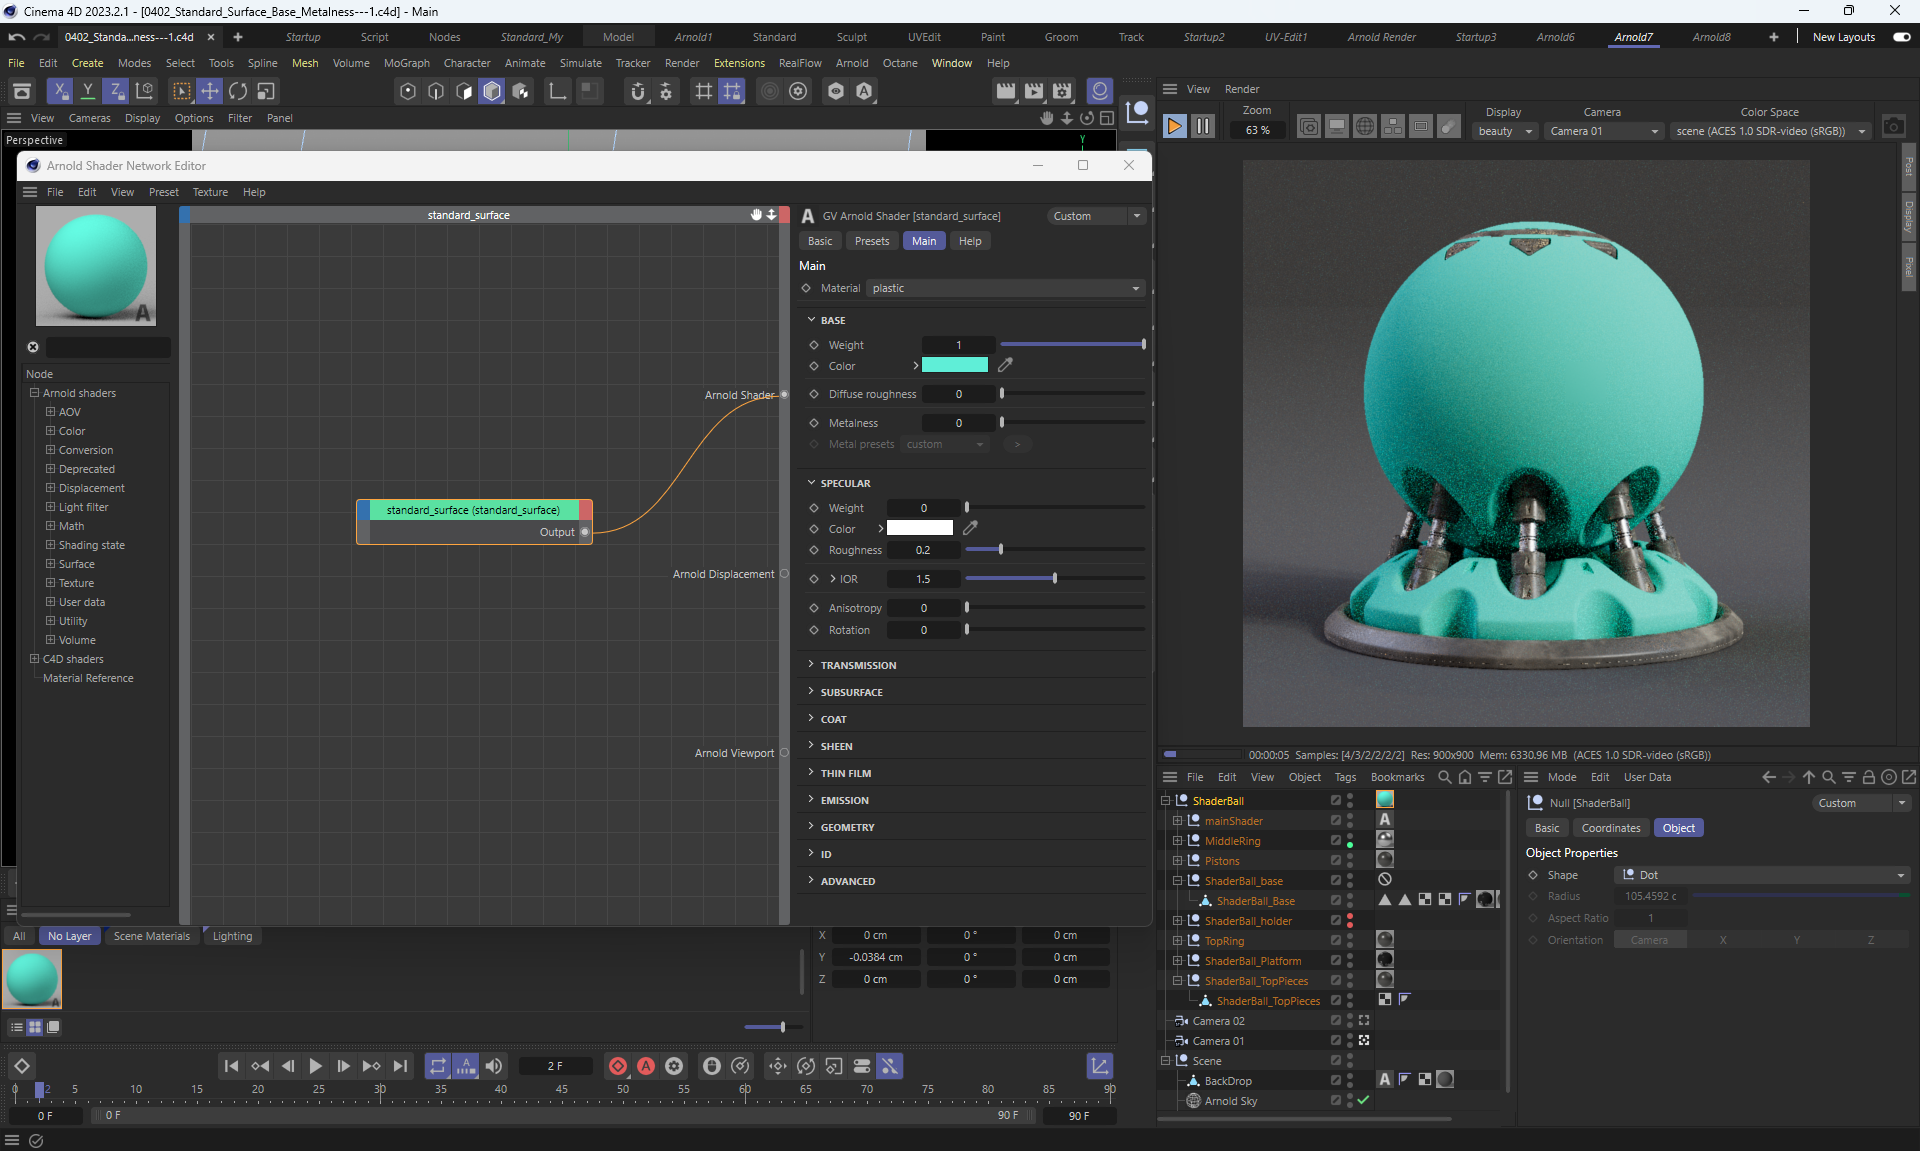 Cinema 4D 2023.2.1 - [0402_Standard_Surface_Base_Metalness---1.c4d] - Main
0402_Standa...ness---1.c4d
Startup Script Nodes Standard_My Model Arnold1 Standard Sculpt UVEdit Paint Groom Track Startup2 UV-Edit1 Arnold Render Startup3 Arnold6 Arnold7 Arnold8 New Layouts
File Edit Create Modes Select Tools Spline Mesh Volume MoGraph Character Animate Simulate Tracker Render Extensions RealFlow Arnold Octane Window Help
X Y Z
View Cameras Display Options Filter Panel
Perspective
Y
Arnold Shader Network Editor
File Edit View Preset Texture Help
Node
Arnold shaders
AOV
Color
Conversion
Deprecated
Displacement
Light filter
Math
Shading state
Surface
Texture
User data
Utility
Volume
C4D shaders
Material Reference
standard_surface
Arnold Shader
standard_surface (standard_surface)
Output
Arnold Displacement
Arnold Viewport
A GV Arnold Shader [standard_surface] Custom
Basic Presets Main Help
Main
Material plastic
BASE
Weight 1
Color
Diffuse roughness 0
Metalness 0
Metal presets custom >
SPECULAR
Weight 0
Color
Roughness 0.2
IOR 1.5
Anisotropy 0
Rotation 0
TRANSMISSION
SUBSURFACE
COAT
SHEEN
THIN FILM
EMISSION
GEOMETRY
ID
ADVANCED
View Render
Zoom Display Camera Color Space
63 % beauty Camera 01 scene (ACES 1.0 SDR-video (sRGB))
Post
Display
Pixel
00:00:05 Samples: [4/3/2/2/2/2] Res: 900x900 Mem: 6330.96 MB (ACES 1.0 SDR-video (sRGB))
File Edit View Object Tags Bookmarks
ShaderBall
mainShader
MiddleRing
Pistons
ShaderBall_base
ShaderBall_Base
ShaderBall_holder
TopRing
ShaderBall_Platform
ShaderBall_TopPieces
ShaderBall_TopPieces
Camera 02
Camera 01
Scene
BackDrop
Arnold Sky
Mode Edit User Data
Null [ShaderBall] Custom
Basic Coordinates Object
Object Properties
Shape Dot
Radius 105.4592 c
Aspect Ratio 1
Orientation Camera X Y Z
All No Layer Scene Materials Lighting
X 0 cm 0 ° 0 cm
Y -0.0384 cm 0 ° 0 cm
Z 0 cm 0 ° 0 cm
2 F
0 2 5 10 15 20 25 30 35 40 45 50 55 60 65 70 75 80 85 90
0 F 0 F 90 F 90 F